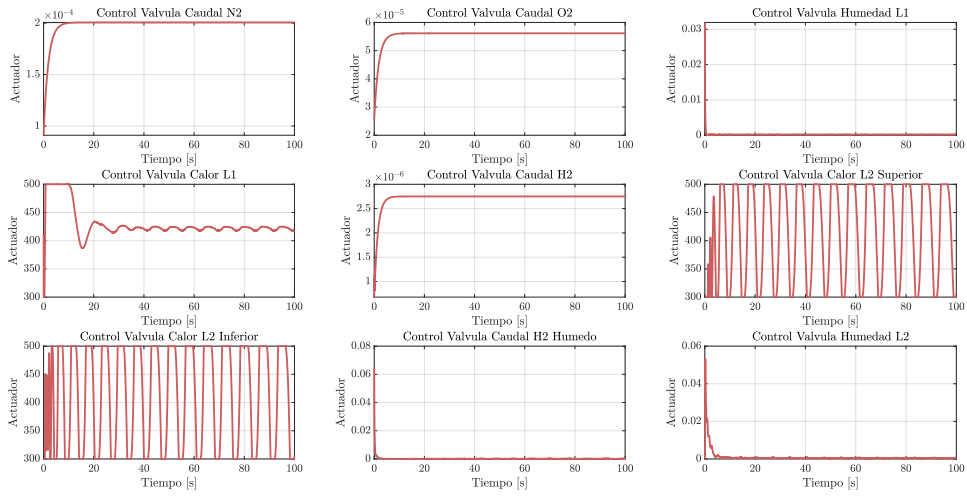 Control Valvula Caudal N2
×10⁻⁴
2
1.5
1
Actuador
0 20 40 60 80 100
Tiempo [s]
Control Valvula Caudal O2
×10⁻⁵
6
5
4
3
2
Actuador
0 20 40 60 80 100
Tiempo [s]
Control Valvula Humedad L1
0.03
0.02
0.01
0
Actuador
0 20 40 60 80 100
Tiempo [s]
Control Valvula Calor L1
500
450
400
350
300
Actuador
0 20 40 60 80 100
Tiempo [s]
Control Valvula Caudal H2
×10⁻⁶
3
2.5
2
1.5
1
Actuador
0 20 40 60 80 100
Tiempo [s]
Control Valvula Calor L2 Superior
500
450
400
350
300
Actuador
0 20 40 60 80 100
Tiempo [s]
Control Valvula Calor L2 Inferior
500
450
400
350
300
Actuador
0 20 40 60 80 100
Tiempo [s]
Control Valvula Caudal H2 Humedo
0.08
0.06
0.04
0.02
0
Actuador
0 20 40 60 80 100
Tiempo [s]
Control Valvula Humedad L2
0.06
0.04
0.02
0
Actuador
0 20 40 60 80 100
Tiempo [s]